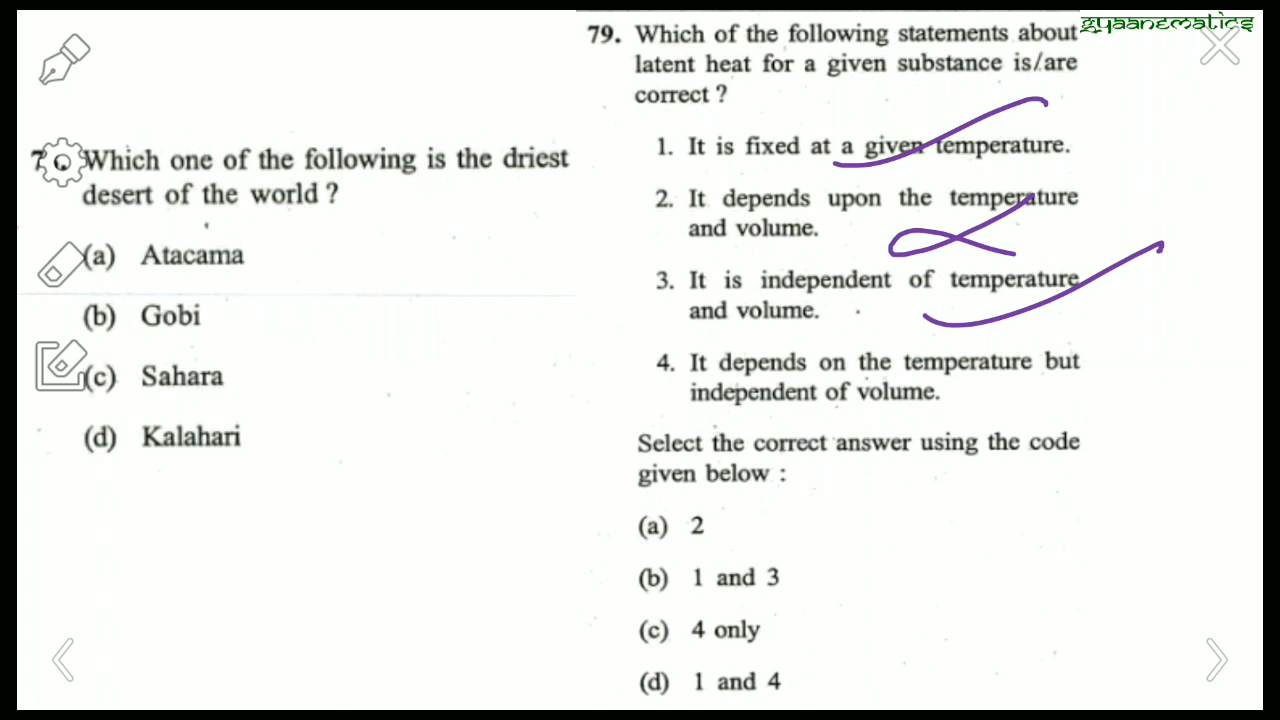 gyaanematics
7 . Which one of the following is the driest
desert of the world ?
(a) Atacama
(b) Gobi
(c) Sahara
(d) Kalahari
79. Which of the following statements about
latent heat for a given substance is/are
correct ?
1. It is fixed at a given temperature.
2. It depends upon the temperature
and volume.
3. It is independent of temperature
and volume.
4. It depends on the temperature but
independent of volume.
Select the correct answer using the code
given below :
(a) 2
(b) 1 and 3
(c) 4 only
(d) 1 and 4